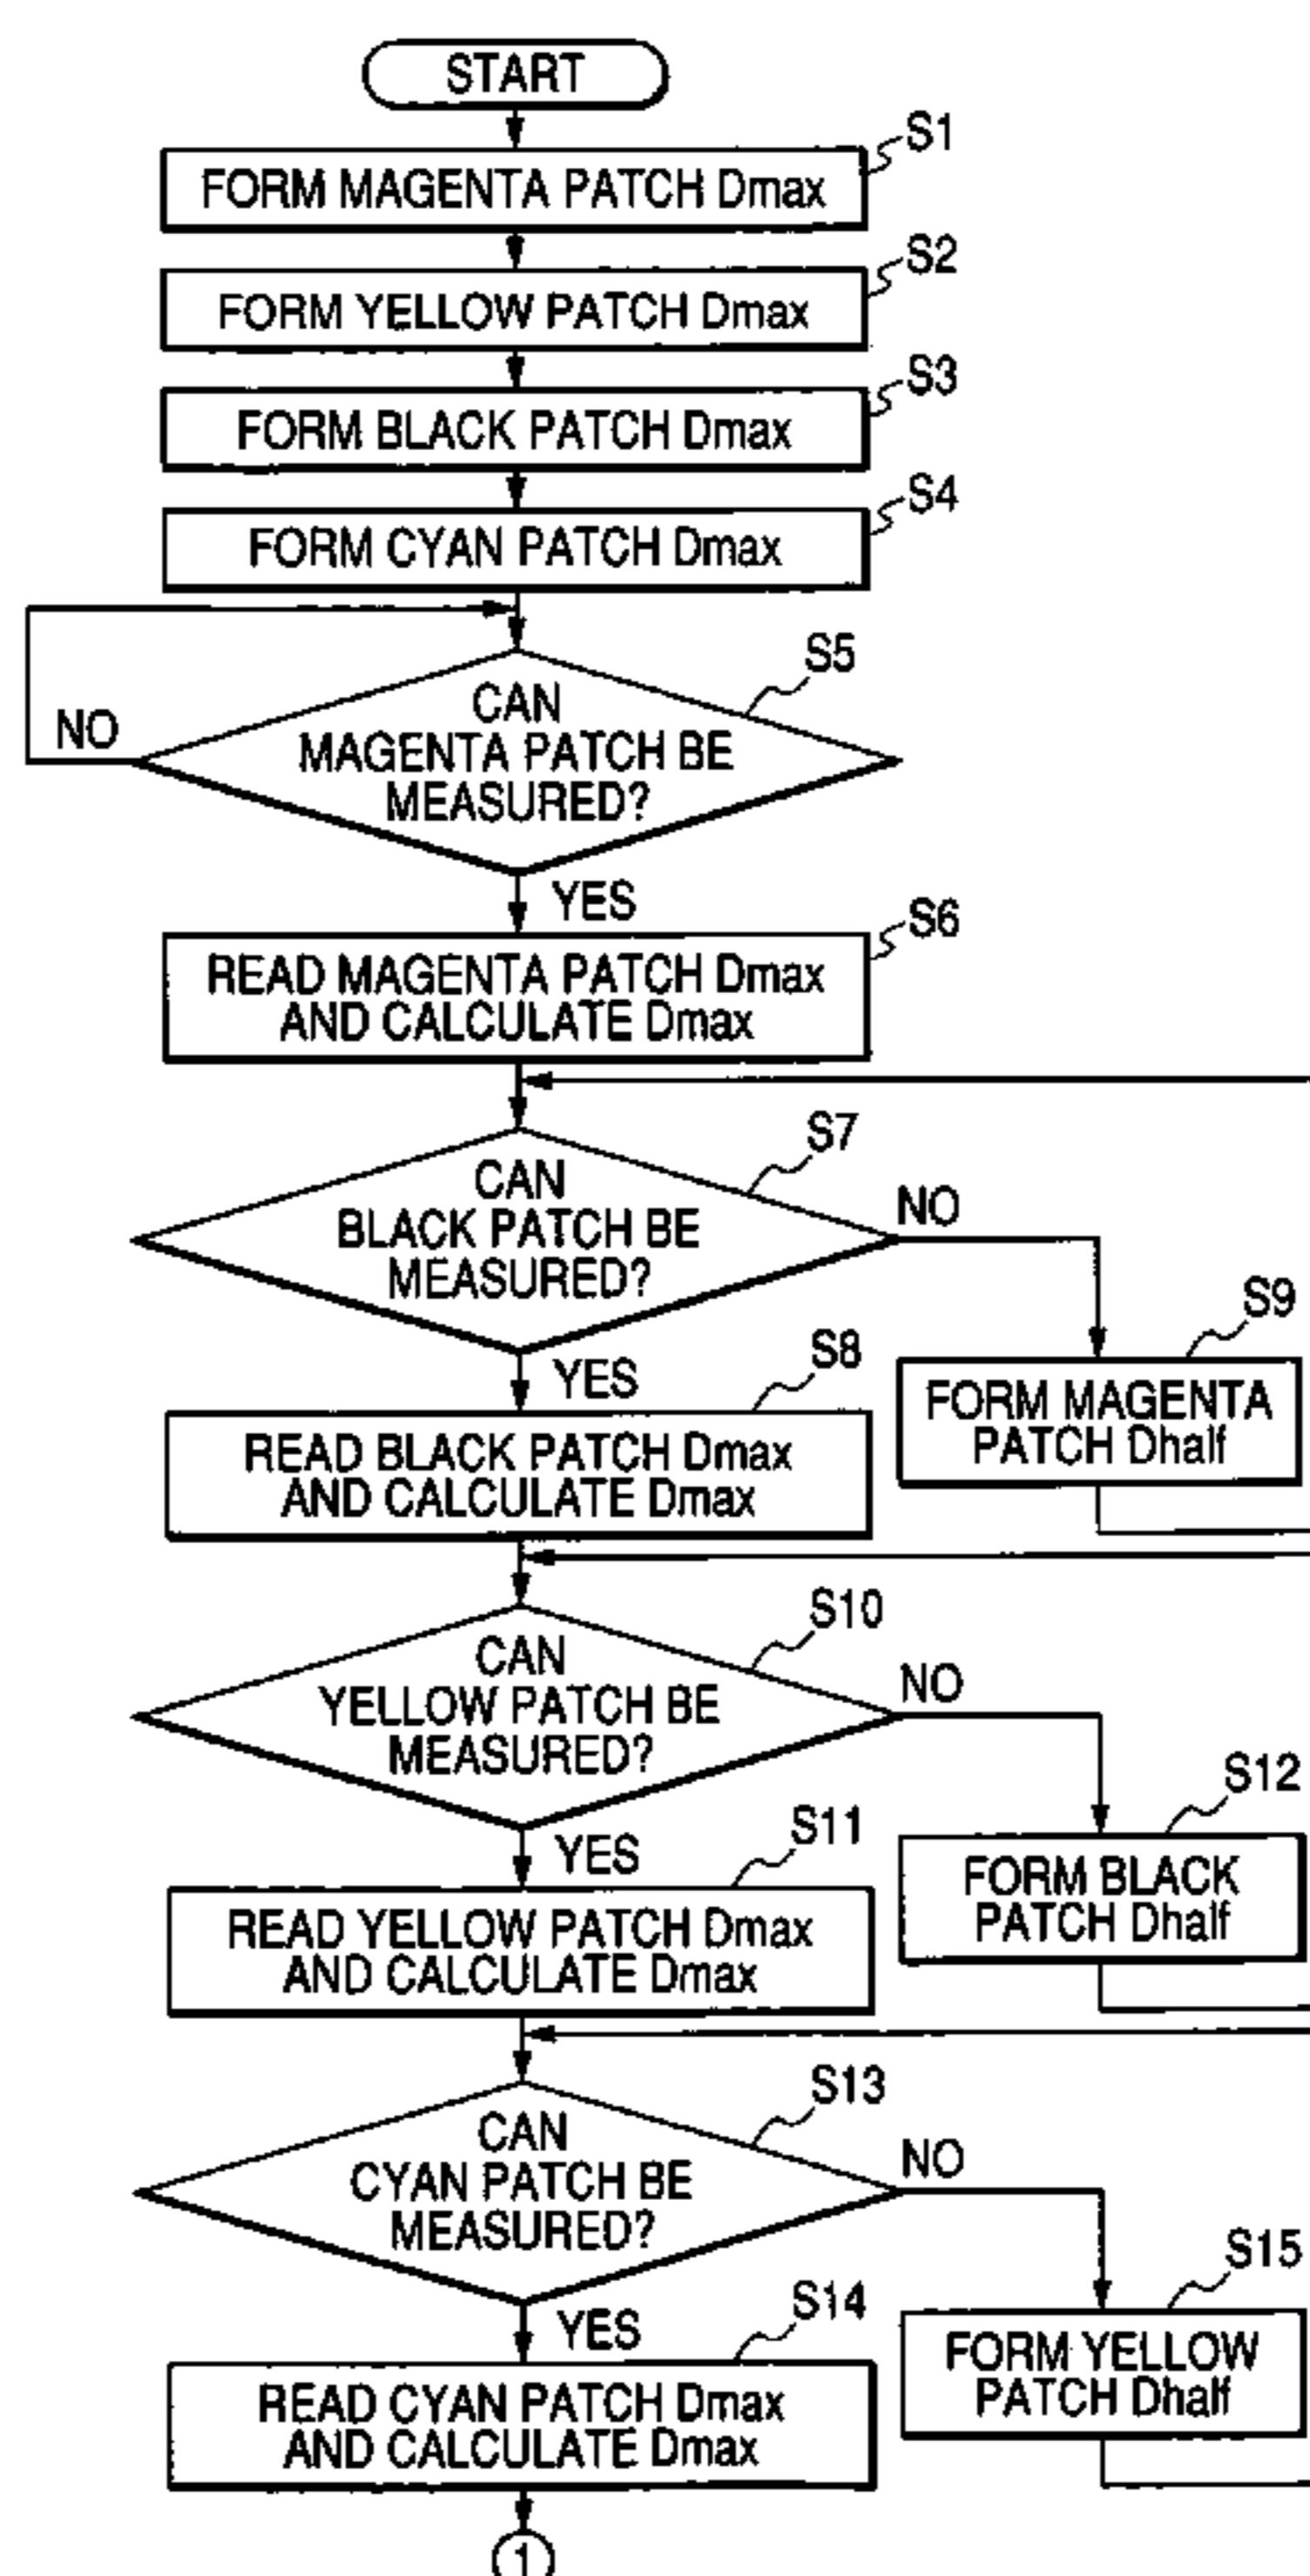 START
S1
FORM MAGENTA PATCH Dmax
S2
FORM YELLOW PATCH Dmax
S3
FORM BLACK PATCH Dmax
S4
FORM CYAN PATCH Dmax
S5
CAN
MAGENTA PATCH BE
MEASURED?
NO
YES
S6
READ MAGENTA PATCH Dmax
AND CALCULATE Dmax
S7
CAN
BLACK PATCH BE
MEASURED?
NO
YES
S8
READ BLACK PATCH Dmax
AND CALCULATE Dmax
S9
FORM MAGENTA
PATCH Dhalf
S10
CAN
YELLOW PATCH BE
MEASURED?
NO
YES
S11
READ YELLOW PATCH Dmax
AND CALCULATE Dmax
S12
FORM BLACK
PATCH Dhalf
S13
CAN
CYAN PATCH BE
MEASURED?
NO
YES
S14
READ CYAN PATCH Dmax
AND CALCULATE Dmax
S15
FORM YELLOW
PATCH Dhalf
1